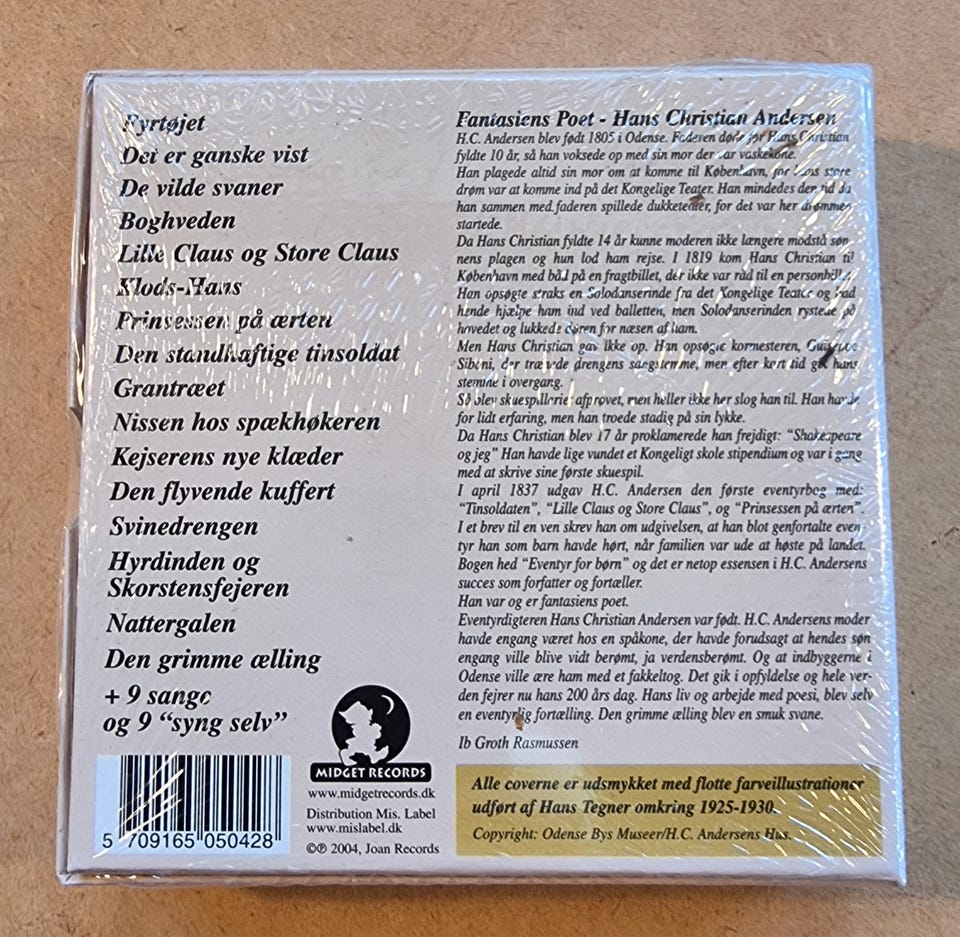 Fyrtøjet
Det er ganske vist
De vilde svaner
Boghveden
Lille Claus og Store Claus
Klods-Hans
Prinsessen på ærten
Den standhaftige tinsoldat
Grantræet
Nissen hos spækhøkeren
Kejserens nye klæder
Den flyvende kuffert
Svinedrengen
Hyrdinden og
Skorstensfejeren
Nattergalen
Den grimme ælling
+ 9 sange
og 9 “syng selv”
5 709165 050428
MIDGET RECORDS
www.midgetrecords.dk
Distribution Mis. Label
www.mislabel.dk
©℗ 2004, Joan Records
Fantasiens Poet - Hans Christian Andersen
H.C. Andersen blev født 1805 i Odense. Faderen døde før Hans Christian
fyldte 10 år, så han voksede op med sin mor der var vaskekone.
Han plagede altid sin mor om at komme til København, for hans store
drøm var at komme ind på det Kongelige Teater. Han mindedes den tid da
han sammen med faderen spillede dukketeater, for det var her drømmen
startede.
Da Hans Christian fyldte 14 år kunne moderen ikke længere modstå søn-
nens plagen og hun lod ham rejse. I 1819 kom Hans Christian til
København med båd på en fragtbillet, der ikke var råd til en personbillet.
Han opsøgte straks en Solodanserinde fra det Kongelige Teater og bad
hende hjælpe ham ind ved balletten, men Solodanserinden rystede på
hovedet og lukkede døren for næsen af ham.
Men Hans Christian gav ikke op. Han opsøgte kormesteren, Guiseppe
Siboni, der trænede drengens sangstemme, men efter kort tid gik hans
stemme i overgang.
Så blev skuespilleriet afprøvet, men heller ikke her slog han til. Han havde
for lidt erfaring, men han troede stadig på sin lykke.
Da Hans Christian blev 17 år proklamerede han frejdigt: “Shakespeare
og jeg” Han havde lige vundet et Kongeligt skole stipendium og var i gang
med at skrive sine første skuespil.
I april 1837 udgav H.C. Andersen den første eventyrbog med:
“Tinsoldaten”, “Lille Claus og Store Claus”, og “Prinsessen på ærten”.
I et brev til en ven skrev han om udgivelsen, at han blot genfortalte even-
tyr han som barn havde hørt, når familien var ude at høste på landet.
Bogen hed “Eventyr for børn” og det er netop essensen i H.C. Andersens
succes som forfatter og fortæller.
Han var og er fantasiens poet.
Eventyrdigteren Hans Christian Andersen var født. H.C. Andersens moder
havde engang været hos en spåkone, der havde forudsagt at hendes søn
engang ville blive vidt berømt, ja verdensberømt. Og at indbyggerne i
Odense ville ære ham med et fakkeltog. Det gik i opfyldelse og hele ver-
den fejrer nu hans 200 års dag. Hans liv og arbejde med poesi, blev selv
en eventyrlig fortælling. Den grimme ælling blev en smuk svane.
Ib Groth Rasmussen
Alle coverne er udsmykket med flotte farveillustrationer
udført af Hans Tegner omkring 1925-1930.
Copyright: Odense Bys Museer/H.C. Andersens Hus.